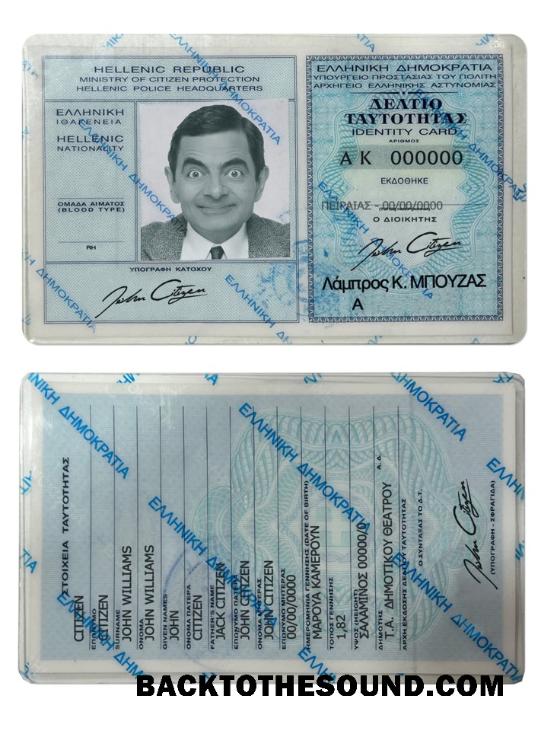 HELLENIC REPUBLIC
MINISTRY OF CITIZEN PROTECTION
HELLENIC POLICE HEADQUARTERS
ΕΛΛΗΝΙΚΗ
ΙΘΑΓΕΝΕΙΑ
HELLENIC
NATIONALITY
ΟΜΑΔΑ ΑΙΜΑΤΟΣ
(BLOOD TYPE)
RH
ΥΠΟΓΡΑΦΗ ΚΑΤΟΧΟΥ
John Citizen
ΕΛΛΗΝΙΚΗ ΔΗΜΟΚΡΑΤΙΑ
ΥΠΟΥΡΓΕΙΟ ΠΡΟΣΤΑΣΙΑΣ ΤΟΥ ΠΟΛΙΤΗ
ΑΡΧΗΓΕΙΟ ΕΛΛΗΝΙΚΗΣ ΑΣΤΥΝΟΜΙΑΣ
ΔΕΛΤΙΟ
ΤΑΥΤΟΤΗΤΑΣ
IDENTITY CARD
ΑΡΙΘΜΟΣ
ΑΚ 000000
ΕΚΔΟΘΗΚΕ
ΠΕΙΡΑΙΑΣ -00/00/0000
Ο ΔΙΟΙΚΗΤΗΣ
John Citizen
Λάμπρος Κ. ΜΠΟΥΖΑΣ
Α
ΕΛΛΗΝΙΚΗ ΔΗΜΟΚΡΑΤΙΑ
ΣΤΟΙΧΕΙΑ ΤΑΥΤΟΤΗΤΑΣ
CITIZEN
ΕΠΩΝΥΜΟ
CITIZEN
SURNAME
JOHN WILLIAMS
ΟΝΟΜΑ
JOHN WILLIAMS
GIVEN NAMES
JOHN
ΟΝΟΜΑ ΠΑΤΕΡΑ
CITIZEN
FATHER'S NAME
JACK CITIZEN
ΕΠΩΝΥΜΟ ΠΑΤΕΡΑ
JOHN CITIZEN
ΟΝΟΜΑ ΜΗΤΕΡΑΣ
JOHN CITIZEN
ΕΠΩΝΥΜΟ ΜΗΤΕΡΑΣ
00/00/0000
ΗΜΕΡΟΜΗΝΙΑ ΓΕΝΝΗΣΗΣ (DATE OF BIRTH)
ΜΑΡΟΥΑ ΚΑΜΕΡΟΥΝ
ΤΟΠΟΣ ΓΕΝΝΗΣΗΣ
1,82
ΥΨΟΣ (HEIGHT)
ΣΑΛΑΜΙΝΟΣ 00000/0
ΔΗΜΟΤΗΣ Α.Δ.
Τ.Α. ΔΗΜΟΤΙΚΟΥ ΘΕΑΤΡΟΥ
ΑΡΧΗ ΕΚΔΟΣΗΣ ΔΕΛΤΙΟΥ ΤΑΥΤΟΤΗΤΑΣ
Ο ΣΥΝΤΑΞΑΣ ΤΟ Δ.Τ.
John Citizen
(ΥΠΟΓΡΑΦΗ - ΣΦΡΑΓΙΔΑ)
ΕΛΛΗΝΙΚΗ ΔΗΜΟΚΡΑΤΙΑ
BACKTOTHESOUND.COM